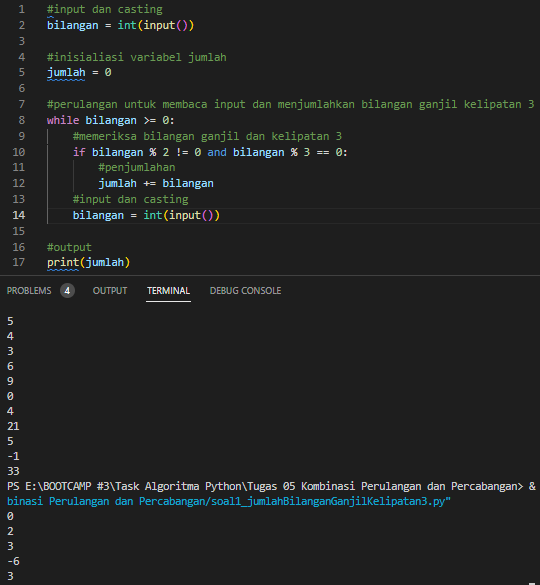 1 #input dan casting
2 bilangan = int(input())
3
4 #inisialiasi variabel jumlah
5 jumlah = 0
6
7 #perulangan untuk membaca input dan menjumlahkan bilangan ganjil kelipatan 3
8 while bilangan >= 0:
9 #memeriksa bilangan ganjil dan kelipatan 3
10 if bilangan % 2 != 0 and bilangan % 3 == 0:
11 #penjumlahan
12 jumlah += bilangan
13 #input dan casting
14 bilangan = int(input())
15
16 #output
17 print(jumlah)
PROBLEMS 4 OUTPUT TERMINAL DEBUG CONSOLE
5
4
3
6
9
0
4
21
5
-1
33
PS E:\BOOTCAMP #3\Task Algoritma Python\Tugas 05 Kombinasi Perulangan dan Percabangan> &
binasi Perulangan dan Percabangan/soal1_jumlahBilanganGanjilKelipatan3.py"
0
2
3
-6
3